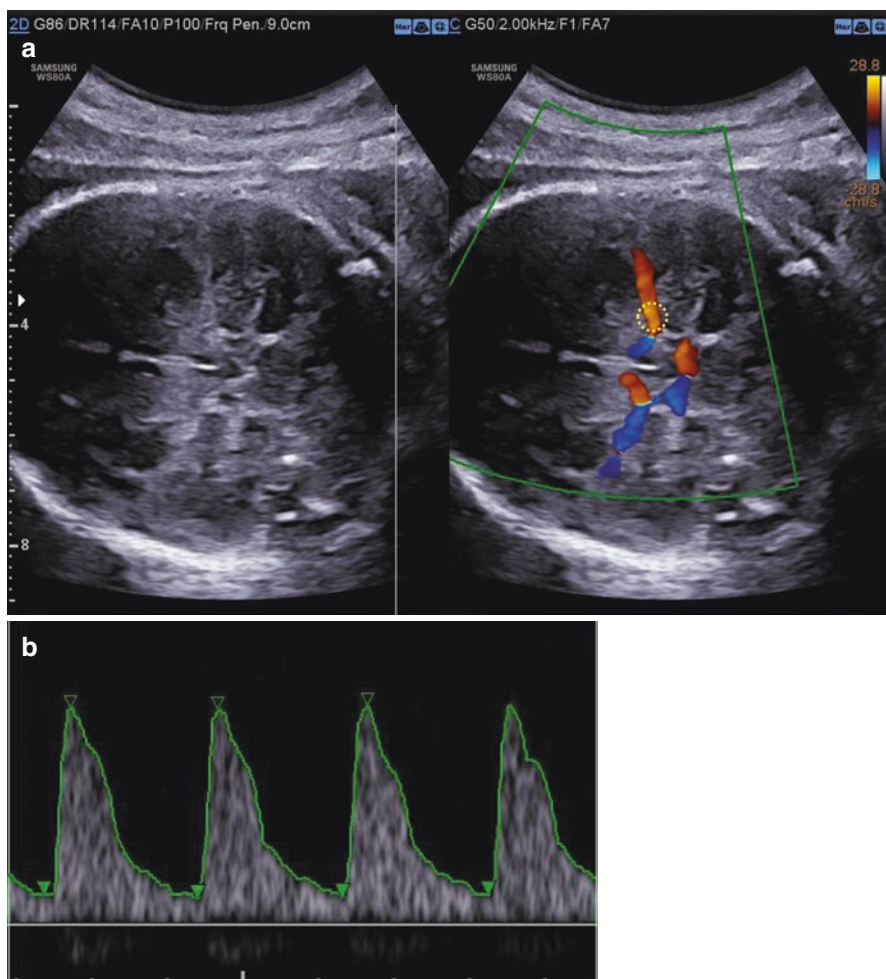 2D G86/DR114/FA10/P100/Frq Pen./9.0cm
C G50/2.00kHz/F1/FA7
a
SAMSUNG
WS80A
SAMSUNG
WS80A
28.8
-28.8
cm/s
4
8
b